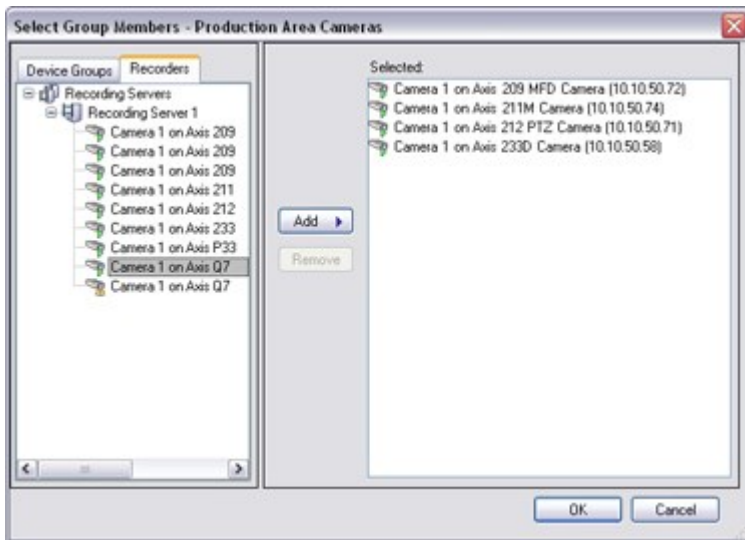 Select Group Members - Production Area Cameras
Device Groups
Recorders
Recording Servers
Recording Server 1
Camera 1 on Axis 209
Camera 1 on Axis 209
Camera 1 on Axis 209
Camera 1 on Axis 211
Camera 1 on Axis 212
Camera 1 on Axis 233
Camera 1 on Axis P33
Camera 1 on Axis Q7
Camera 1 on Axis Q7
Add
Remove
Selected:
Camera 1 on Axis 209 MFD Camera (10.10.50.72)
Camera 1 on Axis 211M Camera (10.10.50.74)
Camera 1 on Axis 212 PTZ Camera (10.10.50.71)
Camera 1 on Axis 233D Camera (10.10.50.58)
OK
Cancel